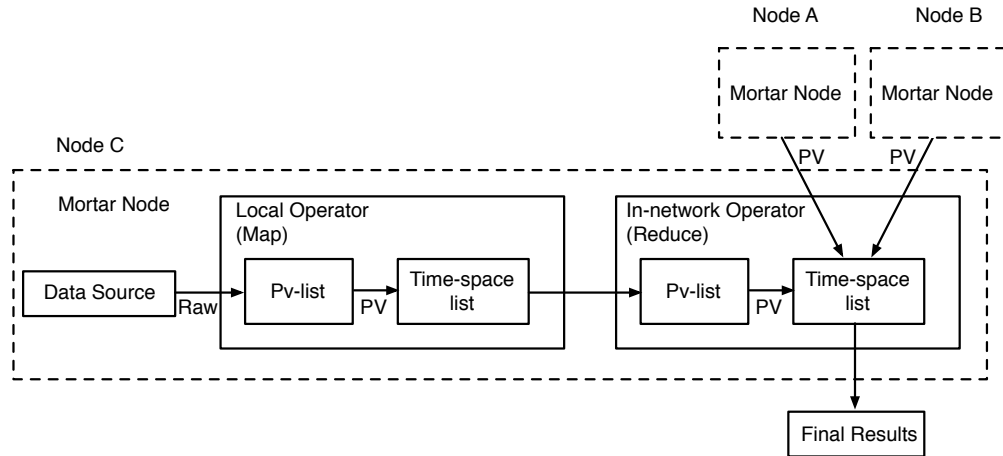 Node A
Node B
Mortar Node
Mortar Node
PV
PV
Node C
Mortar Node
Local Operator
(Map)
In-network Operator
(Reduce)
Data Source
Raw
Pv-list
PV
Time-space
list
Pv-list
PV
Time-space
list
Final Results